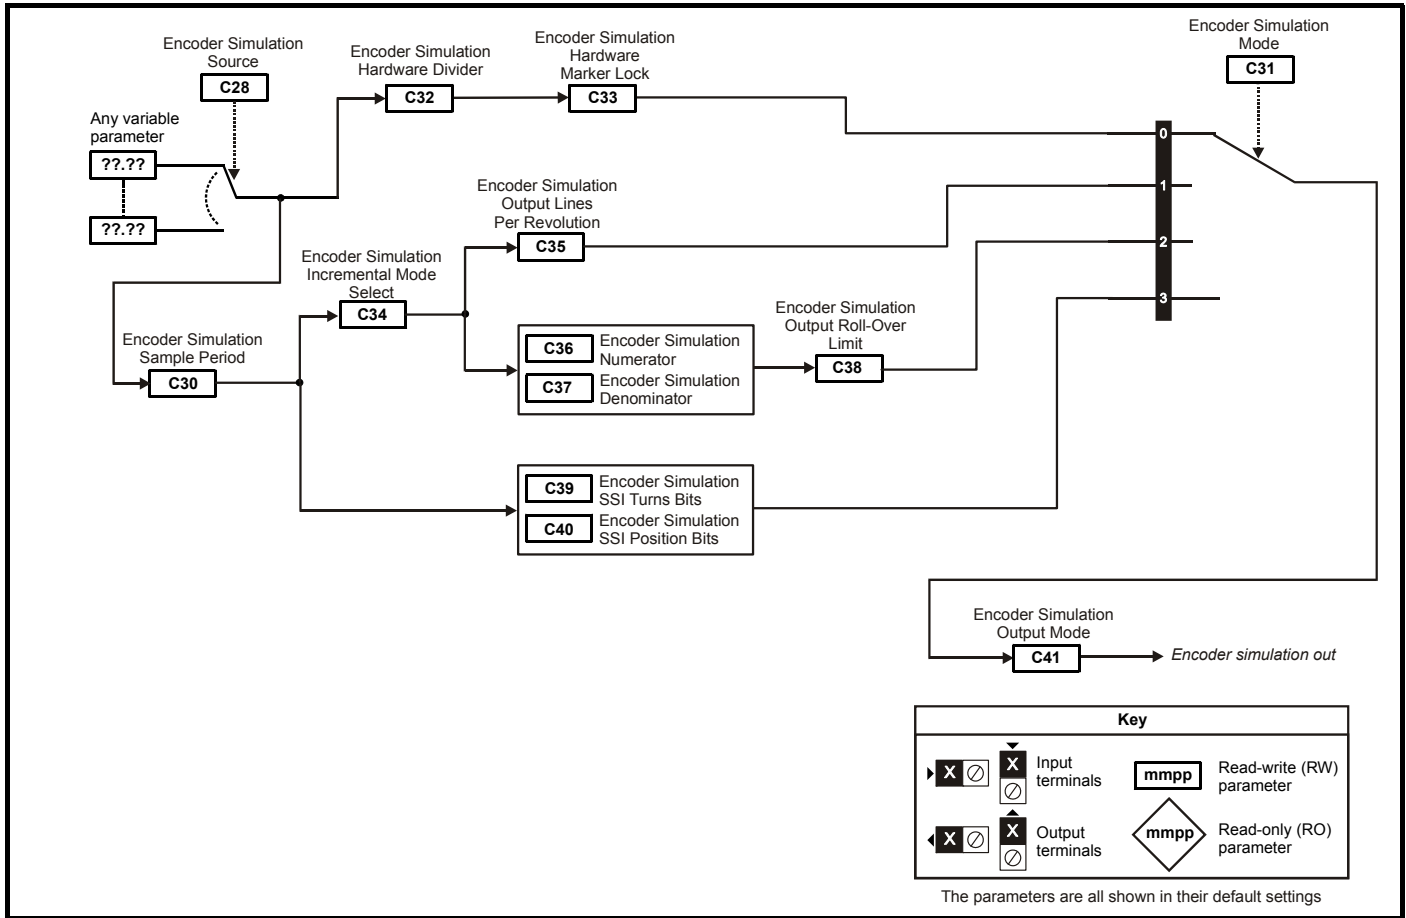 Encoder Simulation
Source
C28
Encoder Simulation
Hardware Divider
C32
Encoder Simulation
Hardware
Marker Lock
C33
Encoder Simulation
Mode
C31
Any variable
parameter
??.??
??.??
0
1
2
3
Encoder Simulation
Output Lines
Per Revolution
C35
Encoder Simulation
Incremental Mode
Select
C34
Encoder Simulation
Sample Period
C30
C36
Encoder Simulation
Numerator
C37
Encoder Simulation
Denominator
Encoder Simulation
Output Roll-Over
Limit
C38
C39
Encoder Simulation
SSI Turns Bits
C40
Encoder Simulation
SSI Position Bits
Encoder Simulation
Output Mode
C41
Encoder simulation out
Key
X
X
Input
terminals
mmpp
Read-write (RW)
parameter
X
X
Output
terminals
mmpp
Read-only (RO)
parameter
The parameters are all shown in their default settings